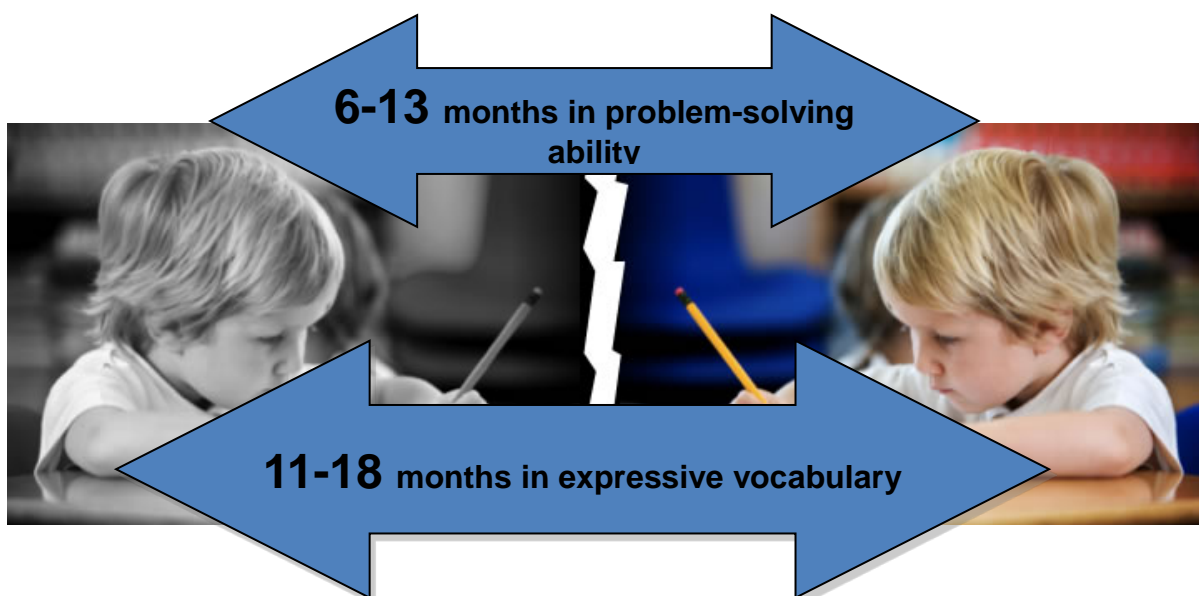 6-13 months in problem-solving
ability
11-18 months in expressive vocabulary